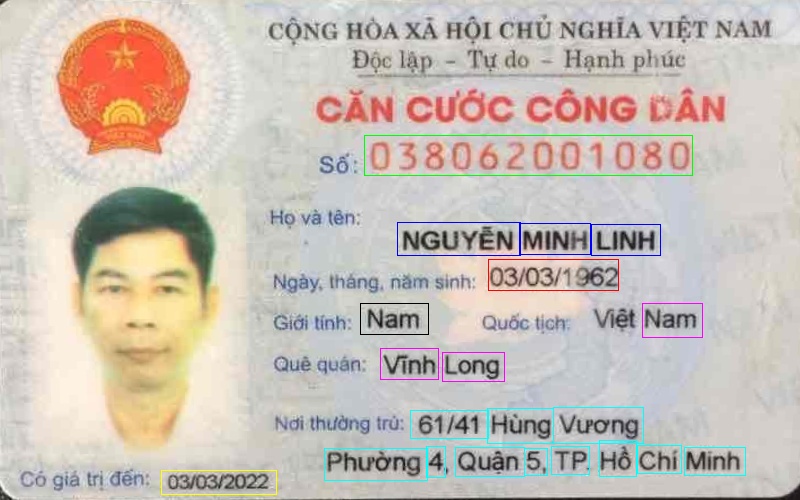 CỘNG HÒA XÃ HỘI CHỦ NGHĨA VIỆT NAM
Độc lập - Tự do - Hạnh phúc
CĂN CƯỚC CÔNG DÂN
Số: 038062001080
Họ và tên:
NGUYỄN MINH LINH
Ngày, tháng, năm sinh: 03/03/1962
Giới tính: Nam Quốc tịch: Việt Nam
Quê quán: Vĩnh Long
Nơi thường trú: 61/41 Hùng Vương
Phường 4, Quận 5, TP. Hồ Chí Minh
Có giá trị đến: 03/03/2022